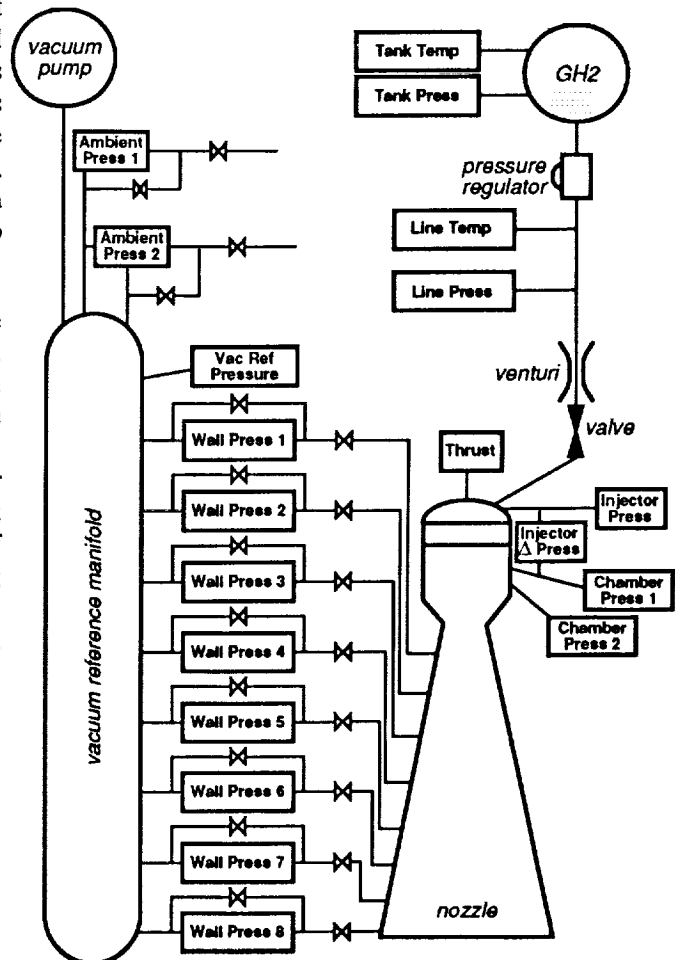 vacuum
pump
Ambient
Press 1
Ambient
Press 2
Vac Ref
Pressure
Wall Press 1
Wall Press 2
Wall Press 3
Wall Press 4
Wall Press 5
Wall Press 6
Wall Press 7
Wall Press 8
vacuum reference manifold
Tank Temp
Tank Press
GH2
pressure
regulator
Line Temp
Line Press
venturi
valve
Thrust
Injector
Press
Injector
Δ Press
Chamber
Press 1
Chamber
Press 2
nozzle